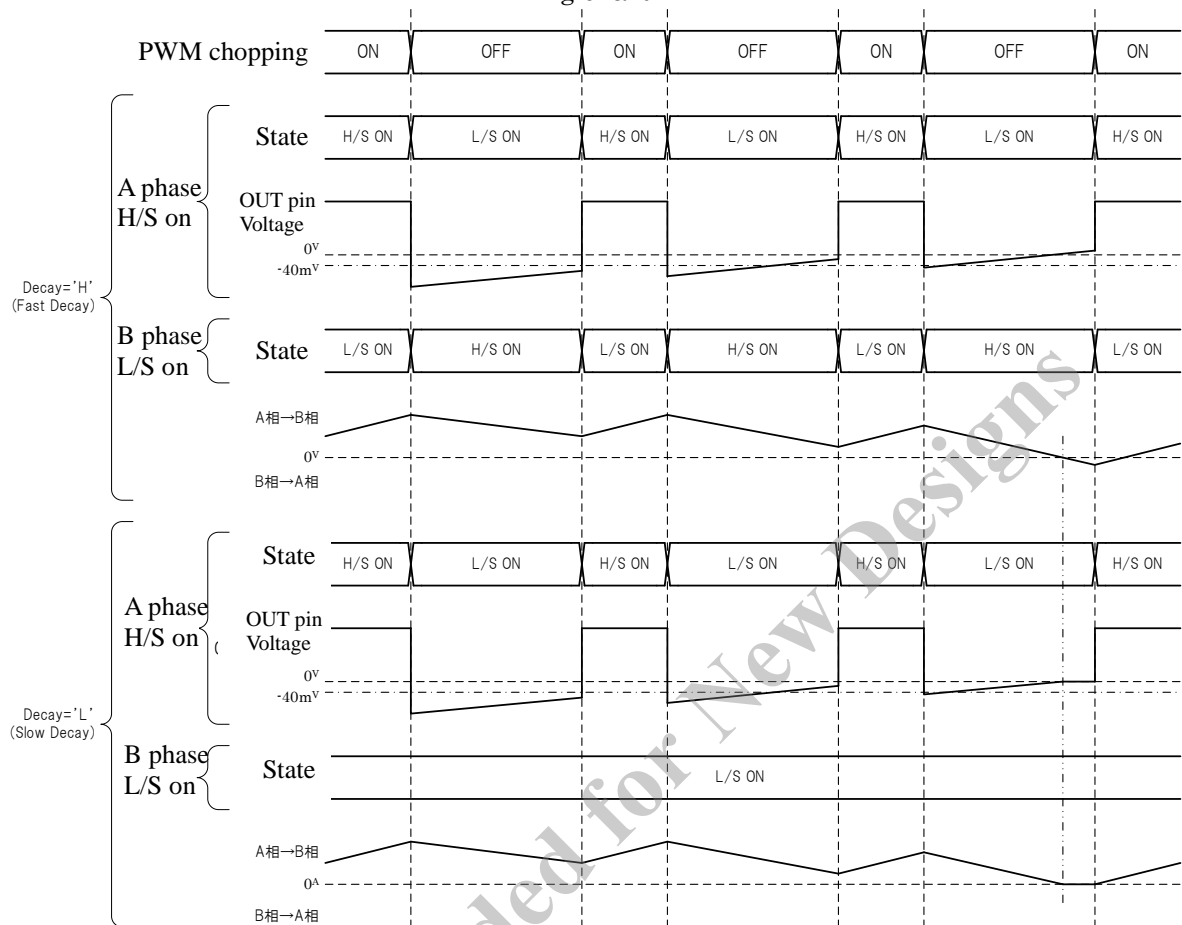 PWM chopping ON OFF ON OFF ON OFF ON
State H/S ON L/S ON H/S ON L/S ON H/S ON L/S ON H/S ON
A phase
H/S on
OUT pin
Voltage
0V
-40mV
Decay='H'
(Fast Decay)
B phase
L/S on
State L/S ON H/S ON L/S ON H/S ON L/S ON H/S ON L/S ON
A相→B相
0V
B相→A相
State H/S ON L/S ON H/S ON L/S ON H/S ON L/S ON H/S ON
A phase
H/S on
OUT pin
Voltage
0V
-40mV
Decay='L'
(Slow Decay)
B phase
L/S on
State L/S ON
A相→B相
0A
B相→A相
for New Designs